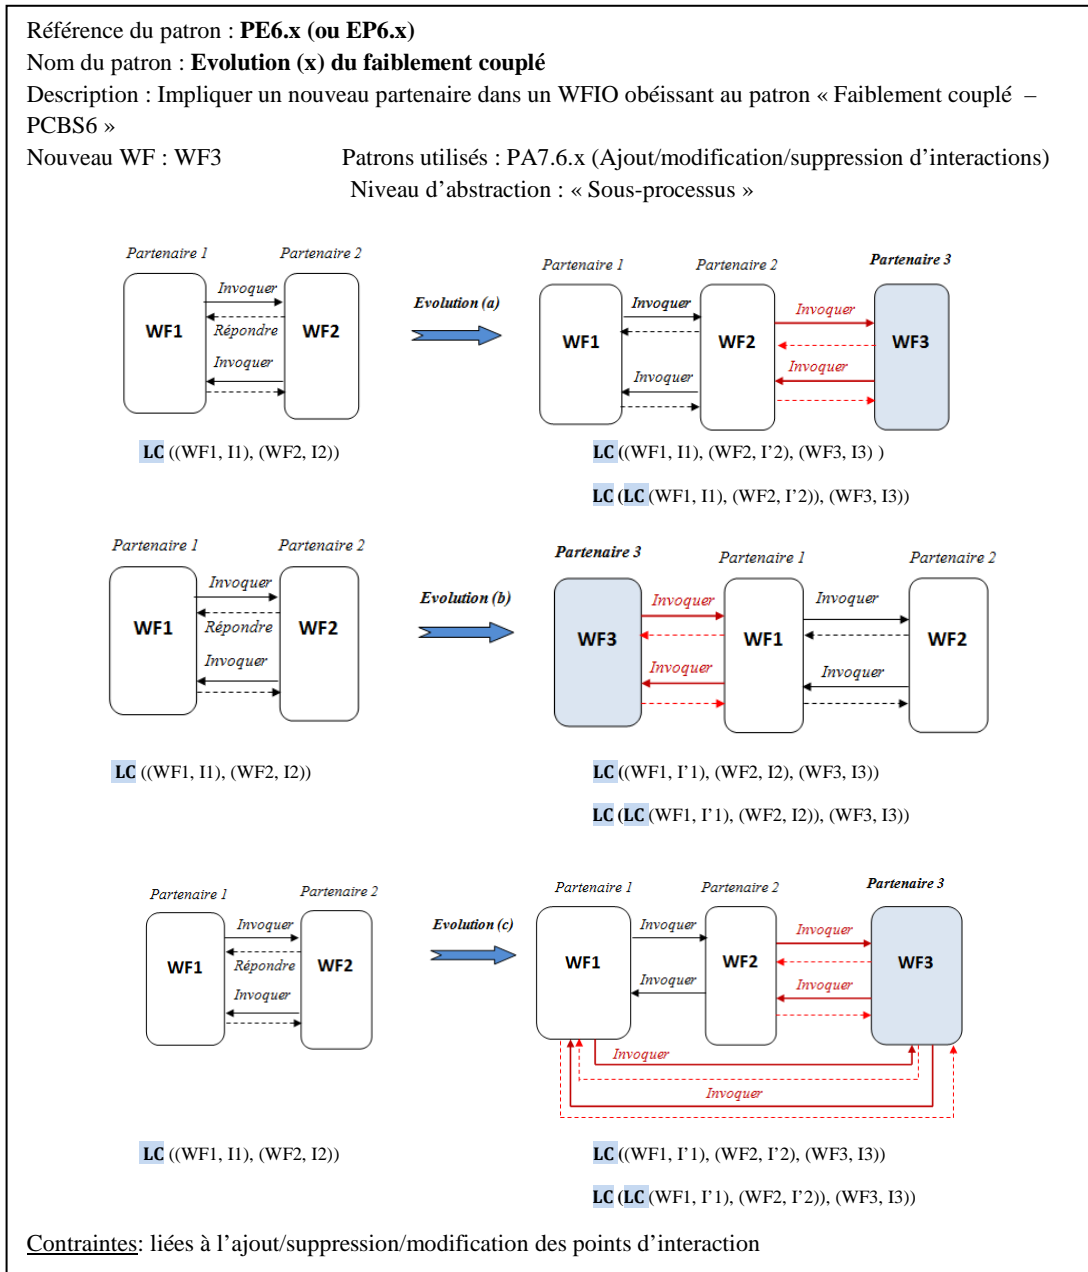 Référence du patron : PE6.x (ou EP6.x)
Nom du patron : Evolution (x) du faiblement couplé
Description : Impliquer un nouveau partenaire dans un WFIO obéissant au patron « Faiblement couplé –
PCBS6 »
Nouveau WF : WF3 Patrons utilisés : PA7.6.x (Ajout/modification/suppression d’interactions)
Niveau d’abstraction : « Sous-processus »
Partenaire 1 Partenaire 2
Invoquer
WF1 Répondre WF2
Invoquer
Evolution (a)
Partenaire 1 Partenaire 2 Partenaire 3
Invoquer Invoquer
WF1 WF2 WF3
Invoquer Invoquer
LC ((WF1, I1), (WF2, I2))
LC ((WF1, I1), (WF2, I’2), (WF3, I3) )
LC (LC (WF1, I1), (WF2, I’2)), (WF3, I3))
Partenaire 1 Partenaire 2
Invoquer
WF1 Répondre WF2
Invoquer
Evolution (b)
Partenaire 3 Partenaire 1 Partenaire 2
Invoquer Invoquer
WF3 WF1 WF2
Invoquer Invoquer
LC ((WF1, I1), (WF2, I2))
LC ((WF1, I’1), (WF2, I2), (WF3, I3))
LC (LC (WF1, I’1), (WF2, I2)), (WF3, I3))
Partenaire 1 Partenaire 2
Invoquer
WF1 Répondre WF2
Invoquer
Evolution (c)
Partenaire 1 Partenaire 2 Partenaire 3
Invoquer Invoquer
WF1 WF2 WF3
Invoquer Invoquer
Invoquer
Invoquer
LC ((WF1, I1), (WF2, I2))
LC ((WF1, I’1), (WF2, I’2), (WF3, I3))
LC (LC (WF1, I’1), (WF2, I’2)), (WF3, I3))
Contraintes: liées à l’ajout/suppression/modification des points d’interaction